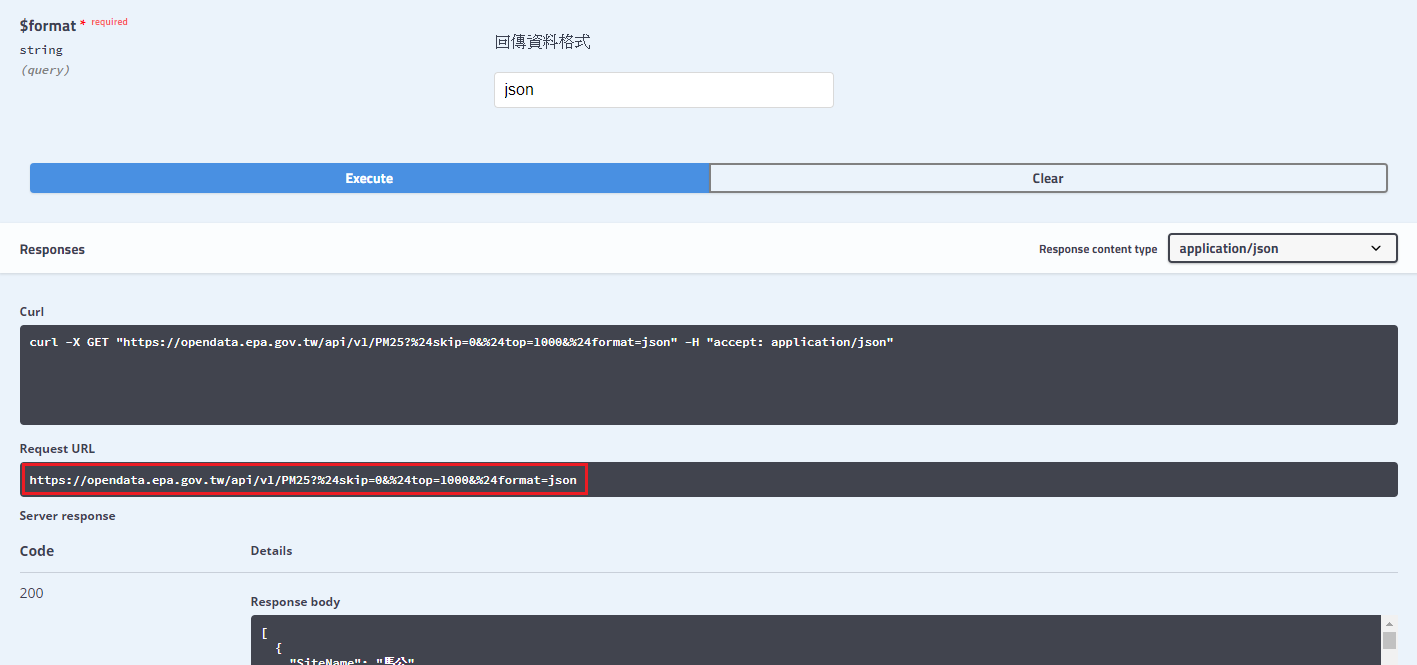 $format * required
string
(query)
回傳資料格式
json
Execute
Clear
Responses
Response content type
application/json
Curl
curl -X GET "https://opendata.epa.gov.tw/api/v1/PM25?%24skip=0&%24top=1000&%24format=json" -H "accept: application/json"
Request URL
https://opendata.epa.gov.tw/api/v1/PM25?%24skip=0&%24top=1000&%24format=json
Server response
Code
Details
200
Response body
[
{
"SiteName": "馬公",